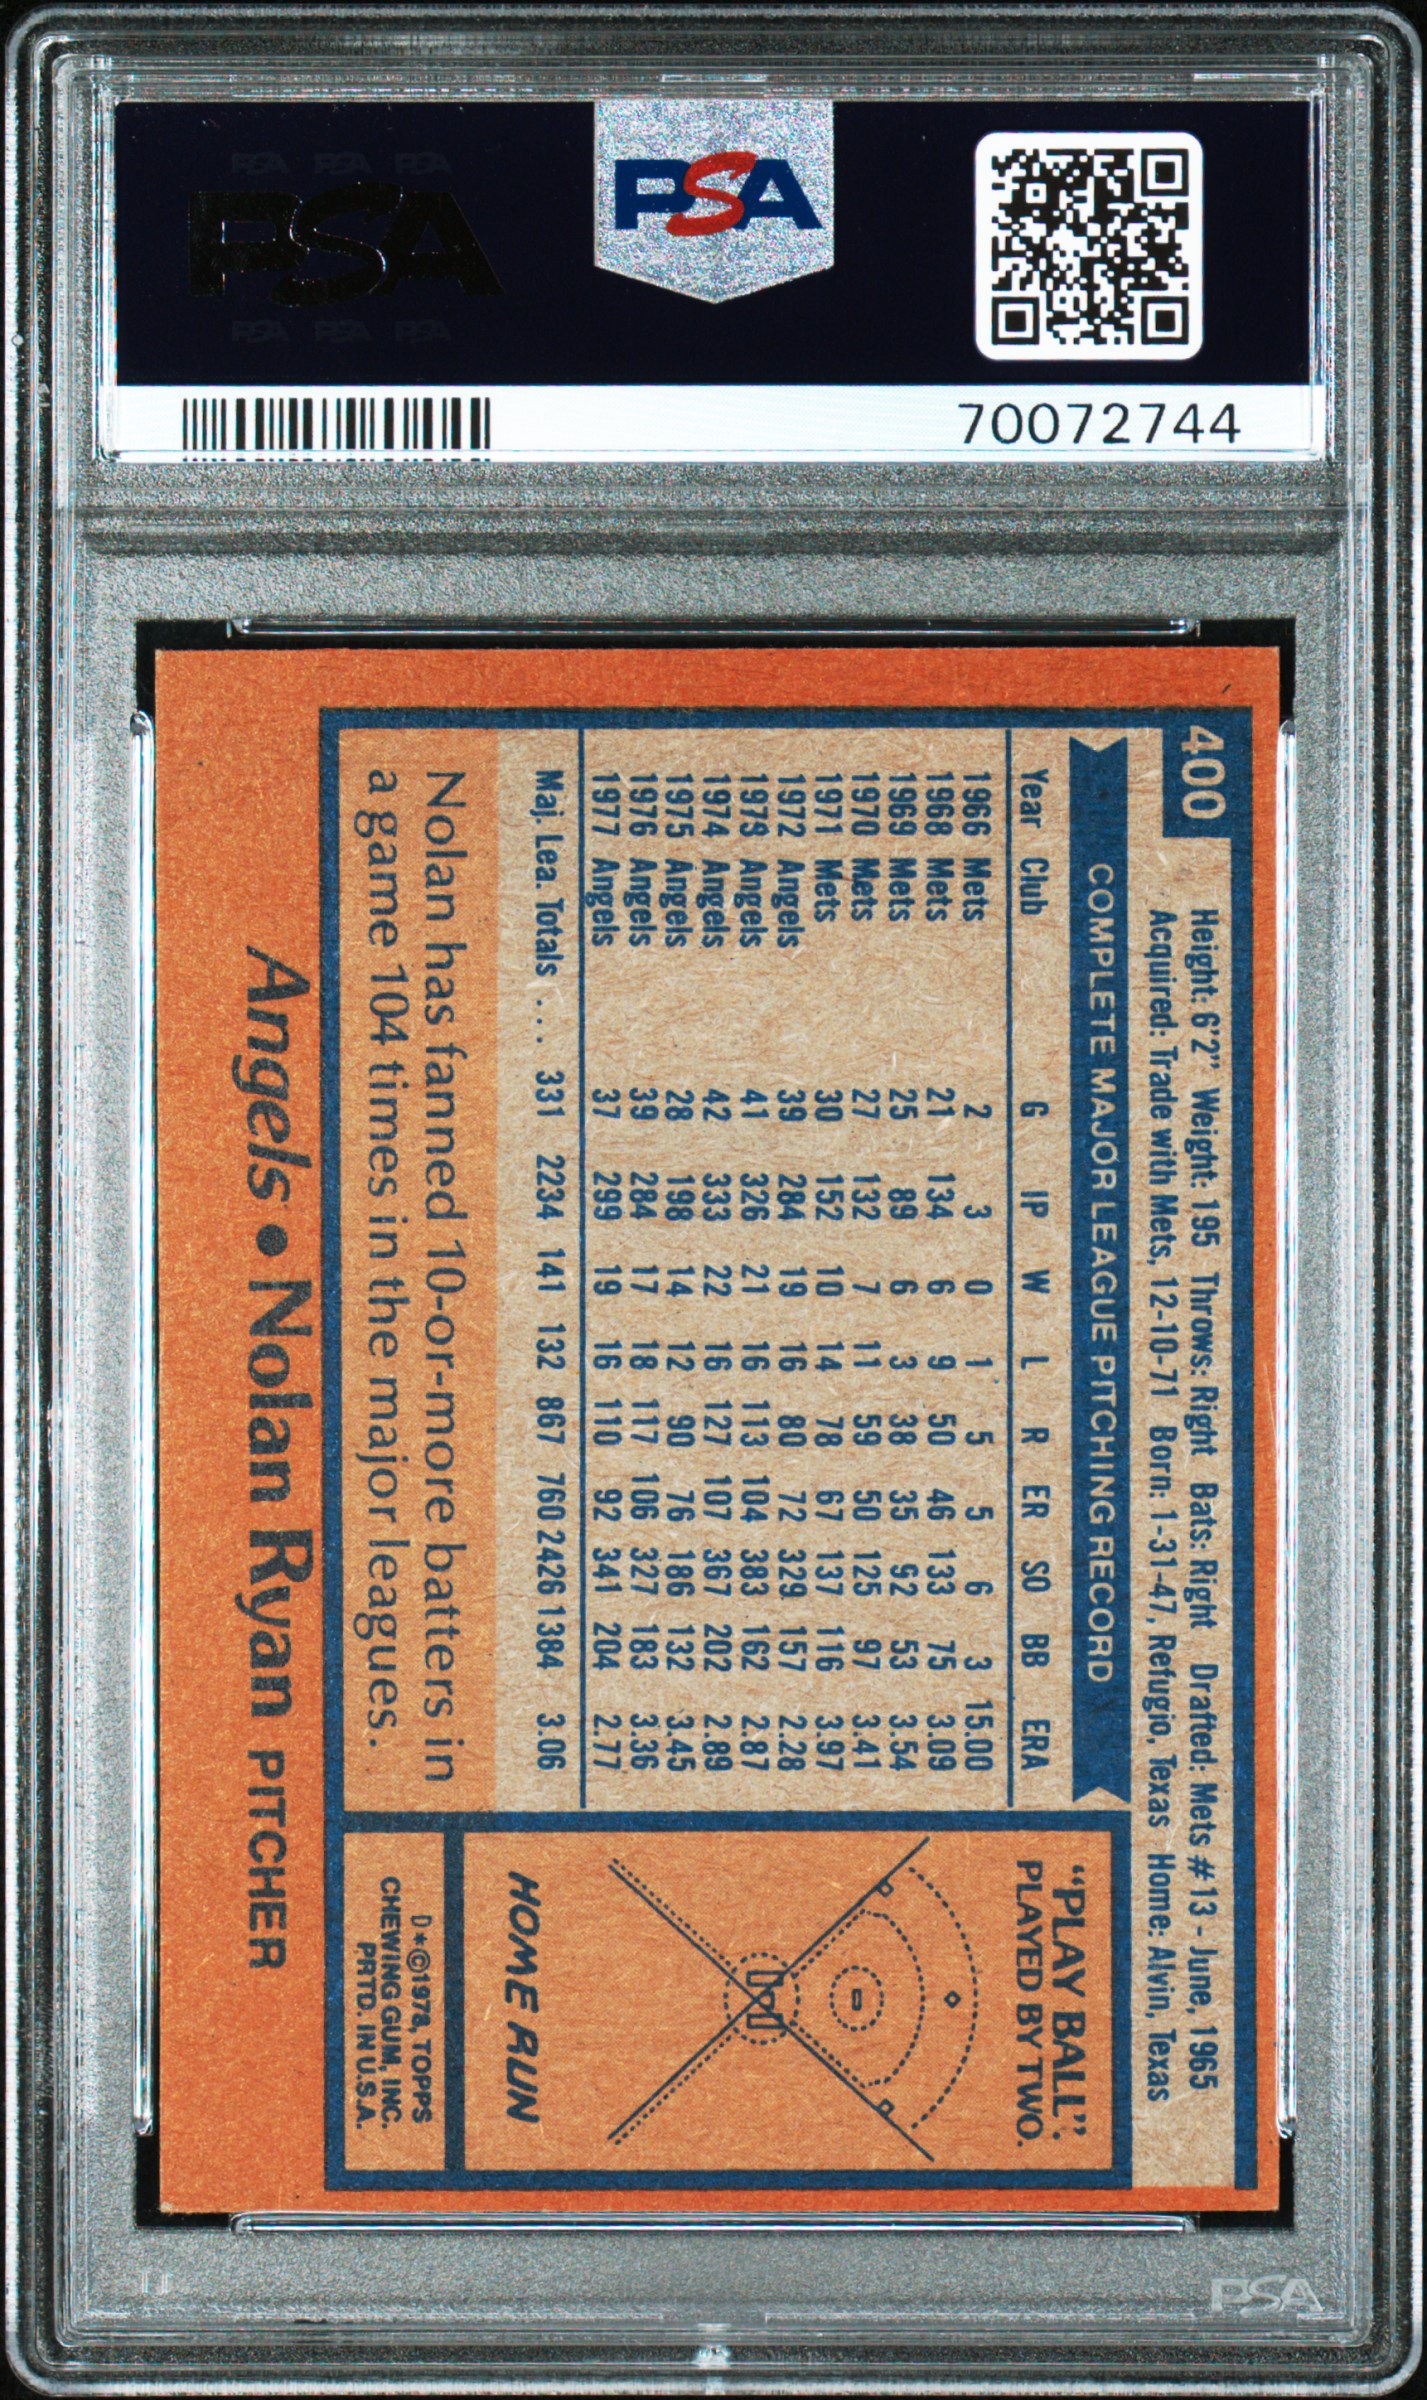 PSA PSA PSA
PSA
PSA PSA PSA
PSA
70072744
400
Height: 6'2" Weight: 195 Throws: Right Bats: Right Drafted: Mets #13 - June, 1965
Acquired: Trade with Mets, 12-10-71 Born: 1-31-47, Refugio, Texas Home: Alvin, Texas
COMPLETE MAJOR LEAGUE PITCHING RECORD
Year Club G IP W L R ER SO BB ERA
1966 Mets 2 3 0 1 5 5 6 3 15.00
1968 Mets 21 134 6 9 50 46 133 75 3.09
1969 Mets 25 89 6 3 38 35 92 53 3.54
1970 Mets 27 132 7 11 59 50 125 97 3.41
1971 Mets 30 152 10 14 78 67 137 116 3.97
1972 Angels 39 284 19 16 80 72 329 157 2.28
1973 Angels 41 326 21 16 113 104 383 162 2.87
1974 Angels 42 333 22 16 127 107 367 202 2.89
1975 Angels 28 198 14 12 90 76 186 132 3.45
1976 Angels 39 284 17 18 117 106 327 183 3.36
1977 Angels 37 299 19 16 110 92 341 204 2.77
Maj. Lea. Totals ... 331 2234 141 132 867 760 2426 1384 3.06
Nolan has fanned 10-or-more batters in
a game 104 times in the major leagues.
"PLAY BALL":
PLAYED BY TWO.
HOME RUN
D*©1978, TOPPS
CHEWING GUM, INC.
PRTD. IN U.S.A.
Angels • Nolan Ryan PITCHER
PSA